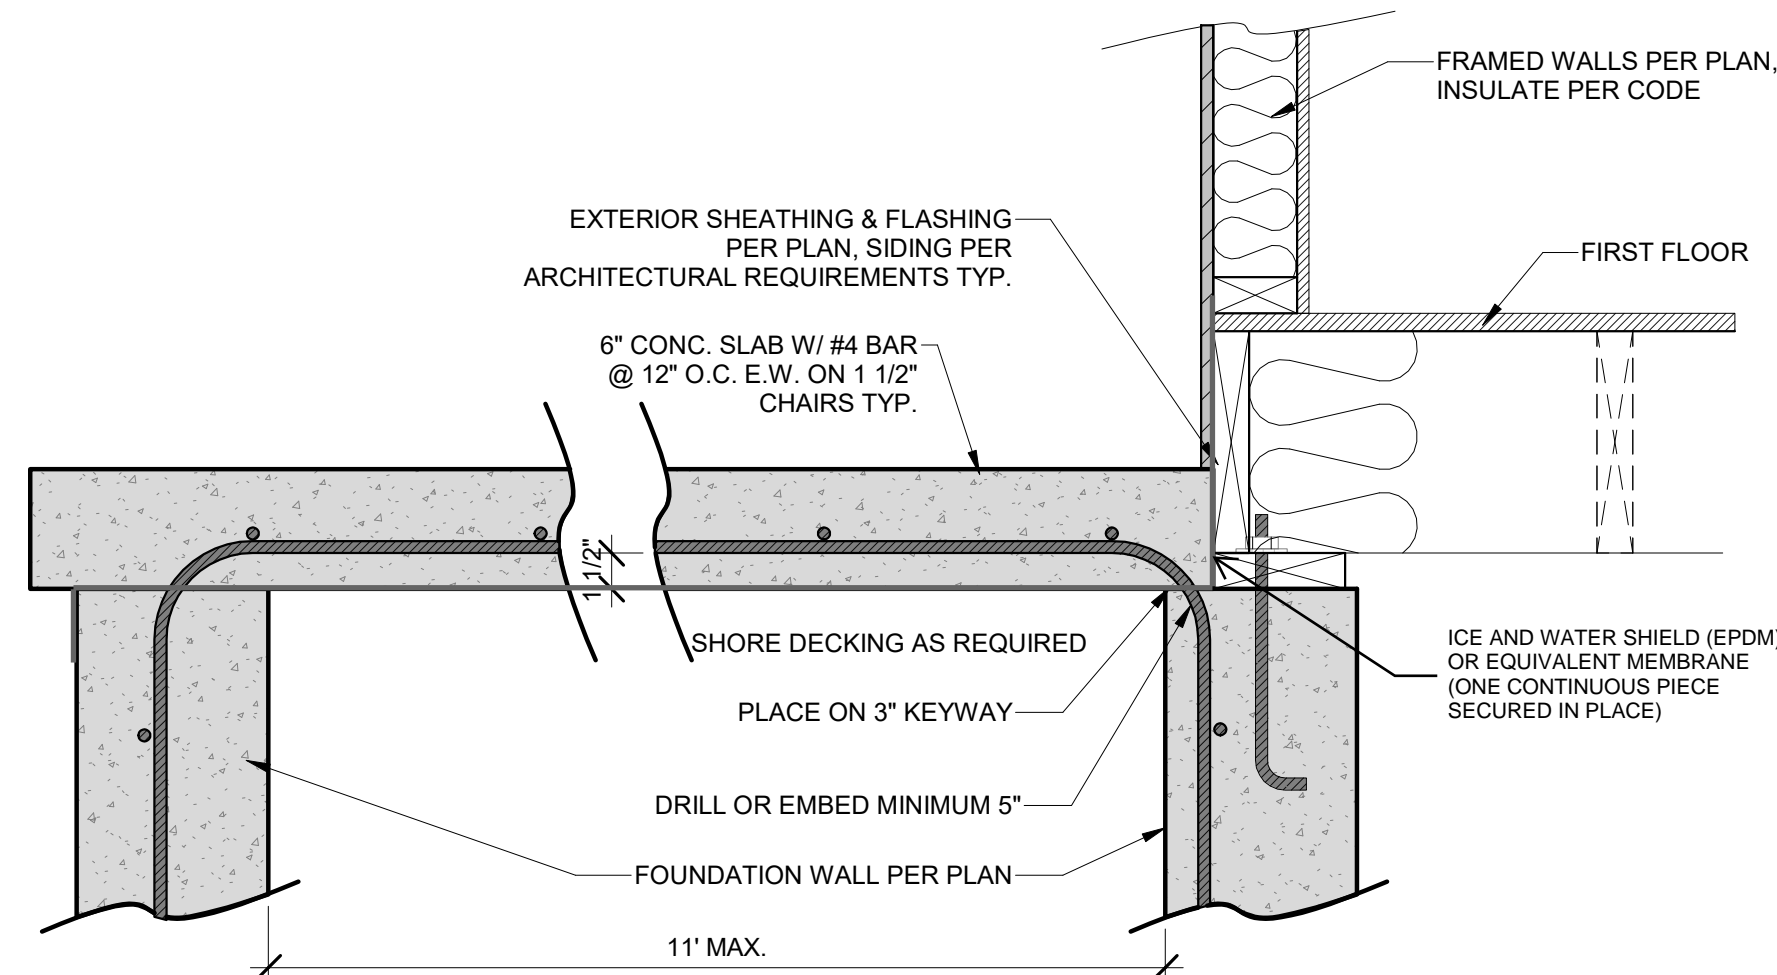 FRAMED WALLS PER PLAN,
INSULATE PER CODE
EXTERIOR SHEATHING & FLASHING
PER PLAN, SIDING PER
ARCHITECTURAL REQUIREMENTS TYP.
FIRST FLOOR
6" CONC. SLAB W/ #4 BAR
@ 12" O.C. E.W. ON 1 1/2"
CHAIRS TYP.
1 1/2"
SHORE DECKING AS REQUIRED
ICE AND WATER SHIELD (EPDM)
OR EQUIVALENT MEMBRANE
(ONE CONTINUOUS PIECE
SECURED IN PLACE)
PLACE ON 3" KEYWAY
DRILL OR EMBED MINIMUM 5"
FOUNDATION WALL PER PLAN
11' MAX.